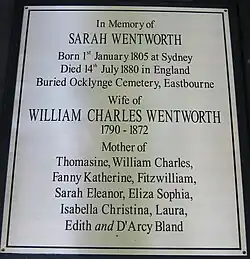 In Memory of
SARAH WENTWORTH
Born 1st January 1805 at Sydney
Died 14th July 1880 in England
Buried Ocklynge Cemetery, Eastbourne
Wife of
WILLIAM CHARLES WENTWORTH
1790 - 1872
Mother of
Thomasine, William Charles,
Fanny Katherine, Fitzwilliam,
Sarah Eleanor, Eliza Sophia,
Isabella Christina, Laura,
Edith and D'Arcy Bland